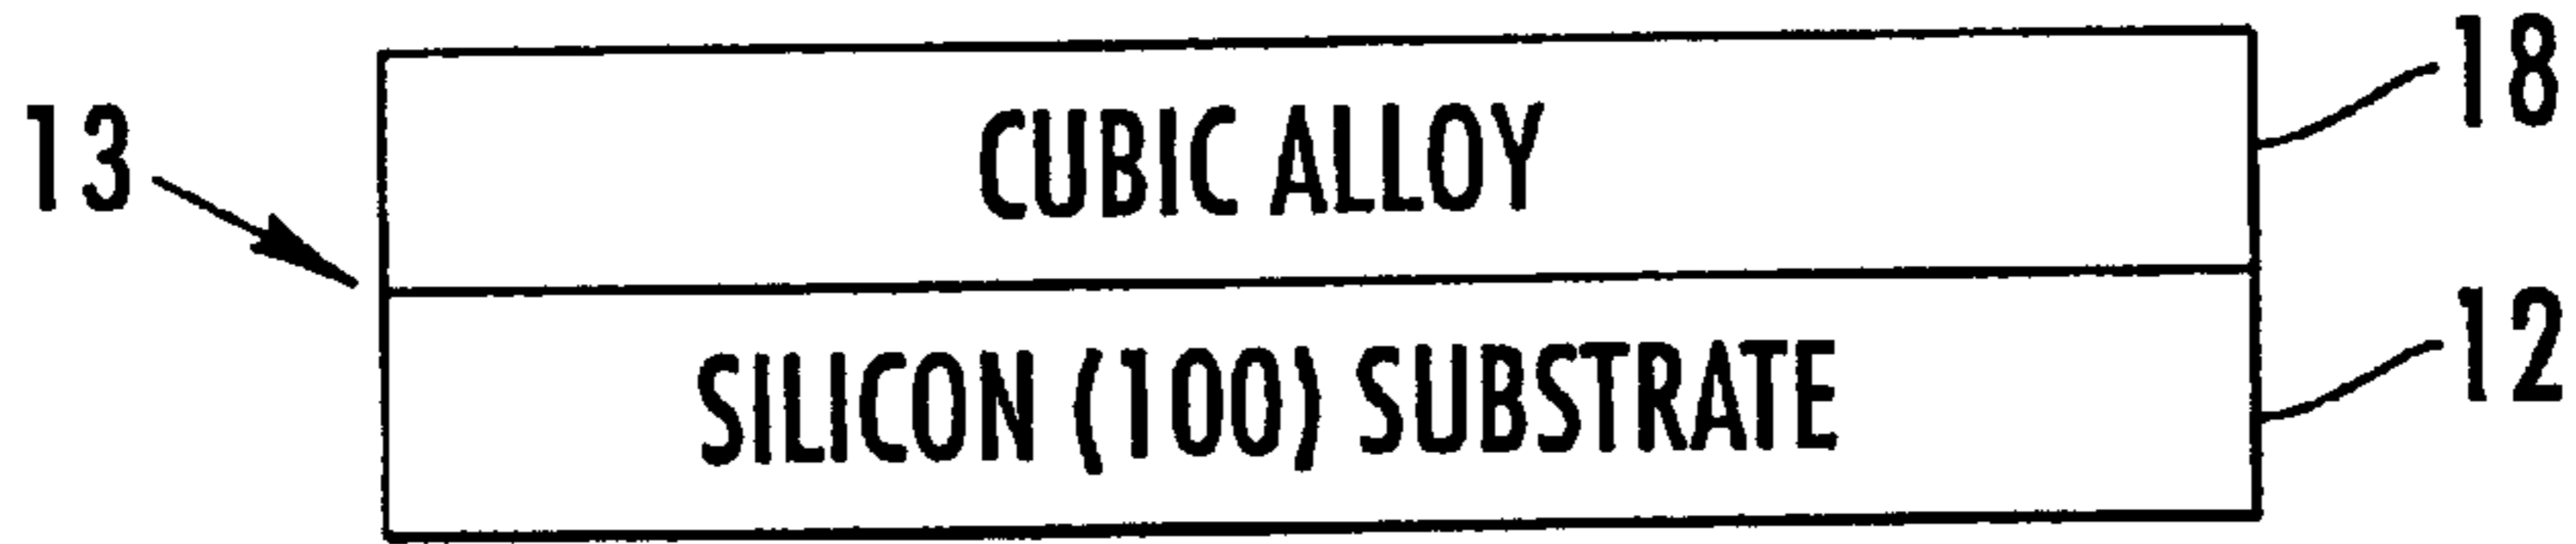 18
CUBIC ALLOY
13
12
SILICON (100) SUBSTRATE